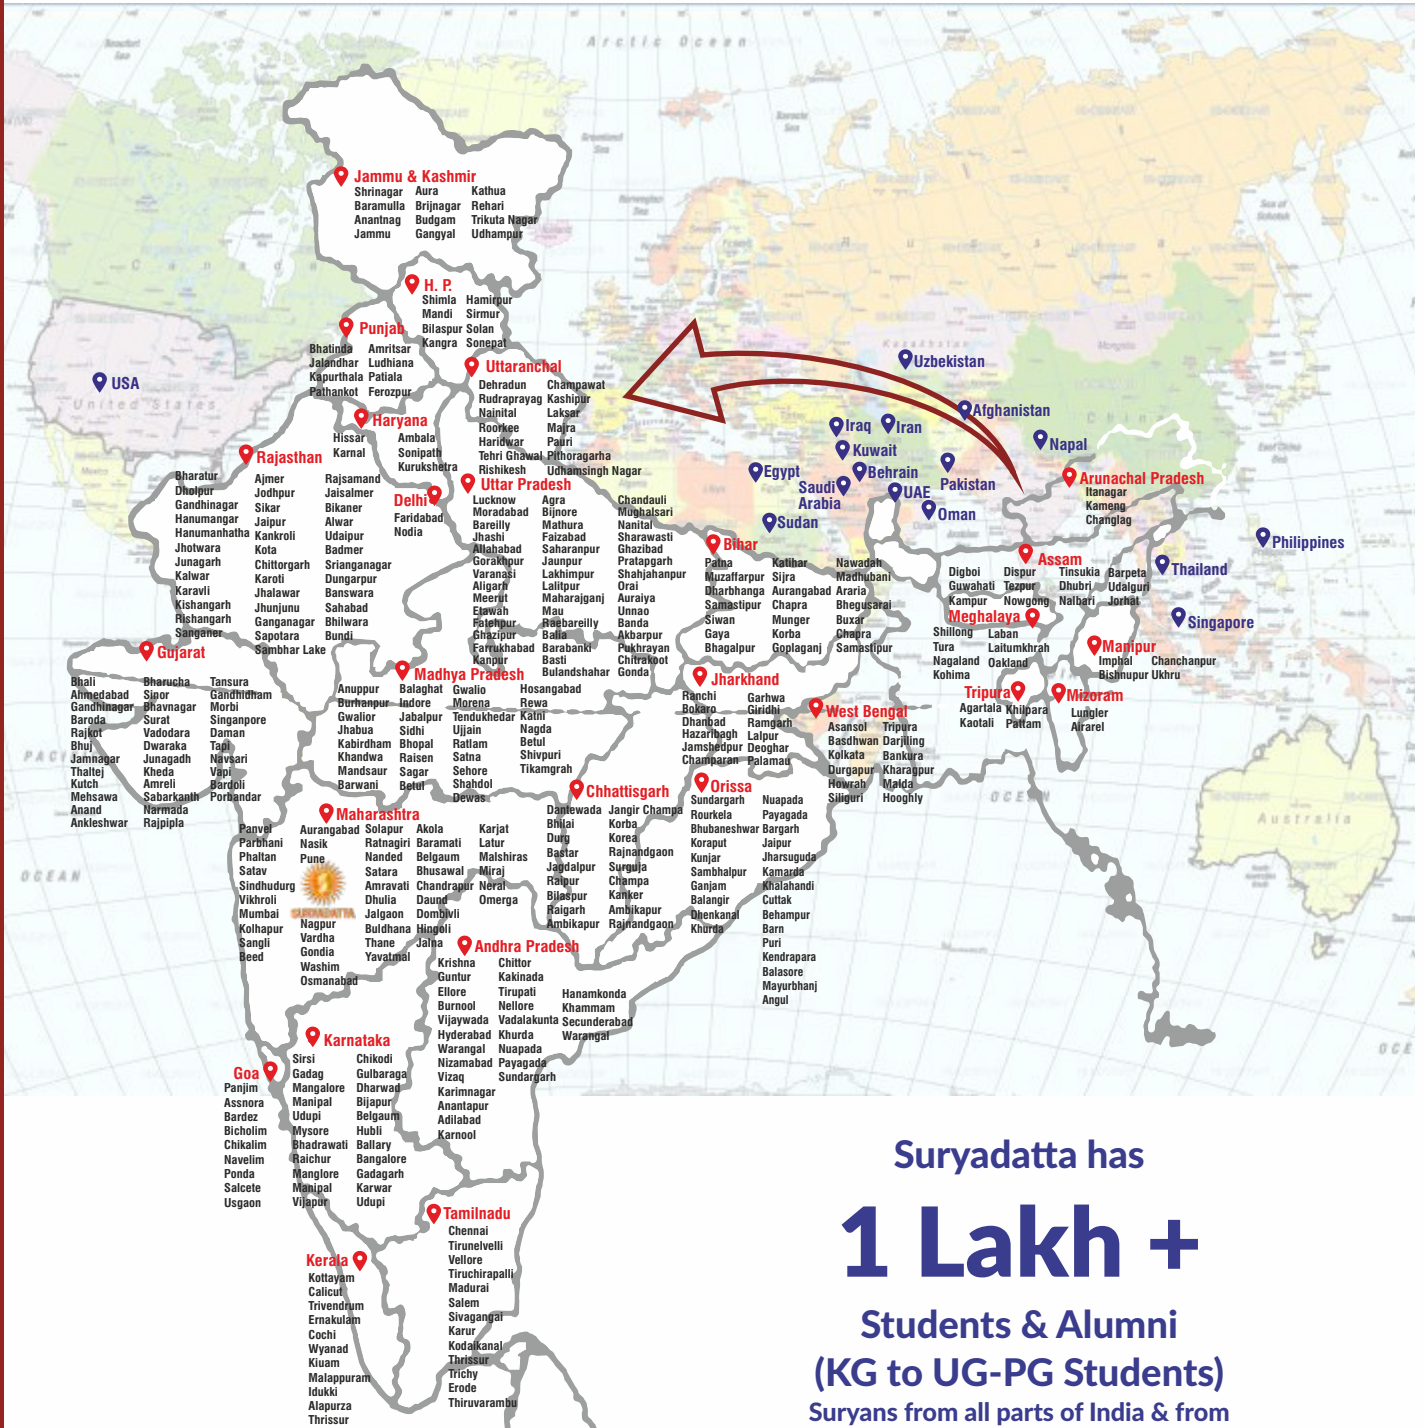 Arctic Ocean
Canada
United States
Russia
Kazakhstan
China
Australia
PACIFIC
OCEAN
OCEAN
Jammu & Kashmir
Shrinagar Aura Kathua
Baramulla Brijnagar Rehari
Anantnag Budgam Trikuta Nagar
Jammu Gangyal Udhampur
H. P.
Shimla Hamirpur
Mandi Sirmur
Bilaspur Solan
Kangra Sonepat
Punjab
Bhatinda Amritsar
Jalandhar Ludhiana
Kapurthala Patiala
Pathankot Ferozpur
Uttaranchal
Dehradun Champawat
Rudraprayag Kashipur
Nainital Laksar
Roorkee Majra
Haridwar Pauri
Tehri Ghawal Pithoragarha
Rishikesh Udhamsingh Nagar
Haryana
Hissar Ambala
Karnal Sonipath
Kurukshetra
Delhi
Faridabad
Nodia
Rajasthan
Bharatur
Dholpur
Gandhinagar
Hanumangar
Hanumanhatha
Jhotwara
Junagarh
Kalwar
Karavli
Kishangarh
Rishangarh
Sanganer
Ajmer
Jodhpur
Sikar
Jaipur
Kankroli
Kota
Chittorgarh
Karoti
Jhalawar
Jhunjunu
Ganganagar
Sapotara
Sambhar Lake
Rajsamand
Jaisalmer
Bikaner
Alwar
Udaipur
Badmer
Srianganagar
Dungarpur
Banswara
Sahabad
Bhilwara
Bundi
Uttar Pradesh
Lucknow Agra Chandauli
Moradabad Bijnore Mughalsari
Bareilly Mathura Nanital
Jhashi Faizabad Sharawasti
Allahabad Saharanpur Ghazibad
Gorakhpur Jaunpur Pratapgarh
Varanasi Lakhimpur Shahjahanpur
Aligarh Lalitpur Orai
Meerut Maharajganj Auraiya
Etawah Mau Unnao
Fatehpur Raebareilly Banda
Ghazipur Balia Akbarpur
Farrukhabad Barabanki Pukhrayan
Kanpur Basti Chitrakoot
Bulandshahar Gonda
Bihar
Patna Katihar Nawadah
Muzaffarpur Sijra Madhubani
Dharbhanga Aurangabad Araria
Samastipur Chapra Bhegusarai
Siwan Munger Buxar
Gaya Korba Chapra
Bhagalpur Goplaganj Samastipur
Gujarat
Bhali Bharucha Tansura
Ahmedabad Sinor Gandhidham
Gandhinagar Bhavnagar Morbi
Baroda Surat Singanpore
Rajkot Vadodara Daman
Bhuj Dwaraka Tapi
Jamnagar Junagadh Navsari
Thaltej Kheda Vapi
Kutch Amreli Bardoli
Mehsawa Sabarkanth Porbandar
Anand Narmada
Ankleshwar Rajpipla
Madhya Pradesh
Anuppur Balaghat Gwalio Hosangabad
Burhanpur Indore Morena Rewa
Gwalior Jabalpur Tendukhedar Katni
Jhabua Sidhi Ujjain Nagda
Kabirdham Bhopal Ratlam Betul
Khandwa Raisen Satna Shivpuri
Mandsaur Sagar Sehore Tikamgrah
Barwani Betul Shahdol
Dewas
Jharkhand
Ranchi Garhwa
Bokaro Giridhi
Dhanbad Ramgarh
Hazaribagh Lalpur
Jamshedpur Deoghar
Champaran Palamau
West Bengal
Asansol Tripura
Basdhwan Darjiling
Kolkata Bankura
Durgapur Kharagpur
Howrah Malda
Siliguri Hooghly
Chhattisgarh
Dantewada Jangir Champa
Bhilai Korba
Durg Korea
Bastar Rajnandgaon
Jagdalpur Surguja
Raipur Champa
Bilaspur Kanker
Raigarh Ambikapur
Ambikapur Rajnandgaon
Orissa
Sundargarh Nuapada
Rourkela Payagada
Bhubaneshwar Bargarh
Koraput Jaipur
Kunjar Jharsuguda
Sambhalpur Kamarda
Ganjam Khalahandi
Balangir Cuttak
Dhenkanal Behampur
Khurda Barn
Puri
Kendrapara
Balasore
Mayurbhanj
Angul
Maharashtra
Panvel
Parbhani
Phaltan
Satav
Sindhudurg
Vikhroli
Mumbai
Kolhapur
Sangli
Beed
Aurangabad
Nasik
Pune
SURYADATTA
Nagpur
Vardha
Gondia
Washim
Osmanabad
Solapur Akola Karjat
Ratnagiri Baramati Latur
Nanded Belgaum Malshiras
Satara Bhusawal Miraj
Amravati Chandrapur Neral
Dhulia Daund Omerga
Jalgaon Dombivli
Buldhana Hingoli
Thane Jalna
Yavatmal
Andhra Pradesh
Krishna Chittor
Guntur Kakinada
Ellore Tirupati Hanamkonda
Burnool Nellore Khammam
Vijaywada Vadalakunta Secunderabad
Hyderabad Khurda Warangal
Warangal Nuapada
Nizamabad Payagada
Vizaq Sundargarh
Karimnagar
Anantapur
Adilabad
Karnool
Karnataka
Sirsi Chikodi
Gadag Gulbaraga
Mangalore Dharwad
Manipal Bijapur
Udupi Belgaum
Mysore Hubli
Bhadrawati Ballary
Raichur Bangalore
Manglore Gadagarh
Manipal Karwar
Vijapur Udupi
Goa
Panjim
Assnora
Bardez
Bicholim
Chikalim
Navelim
Ponda
Salcete
Usgaon
Tamilnadu
Chennai
Tirunelvelli
Vellore
Tiruchirapalli
Madurai
Salem
Sivagangai
Karur
Kodaikanal
Thrissur
Trichy
Erode
Thiruvarambu
Kerala
Kottayam
Calicut
Trivendrum
Ernakulam
Cochi
Wyanad
Kiuam
Malappuram
Idukki
Alapurza
Thrissur
Arunachal Pradesh
Itanagar
Kameng
Changlag
Assam
Digboi Dispur Tinsukia Barpeta
Guwahati Tezpur Dhubri Udalguri
Kampur Nowgong Nalbari Jorhat
Meghalaya
Shillong Laban
Tura Laitumkhrah
Nagaland Oakland
Kohima
Manipur
Imphal Chanchanpur
Bishnupur Ukhru
Tripura
Agartala Khilpara
Kaotali Pattam
Mizoram
Lungler
Airarel
USA
Uzbekistan
Afghanistan
Iraq
Iran
Napal
Kuwait
Egypt
Behrain
Pakistan
Saudi
Arabia
UAE
Oman
Sudan
Philippines
Thailand
Singapore
Suryadatta has
1 Lakh +
Students & Alumni
(KG to UG-PG Students)
Suryans from all parts of India & from